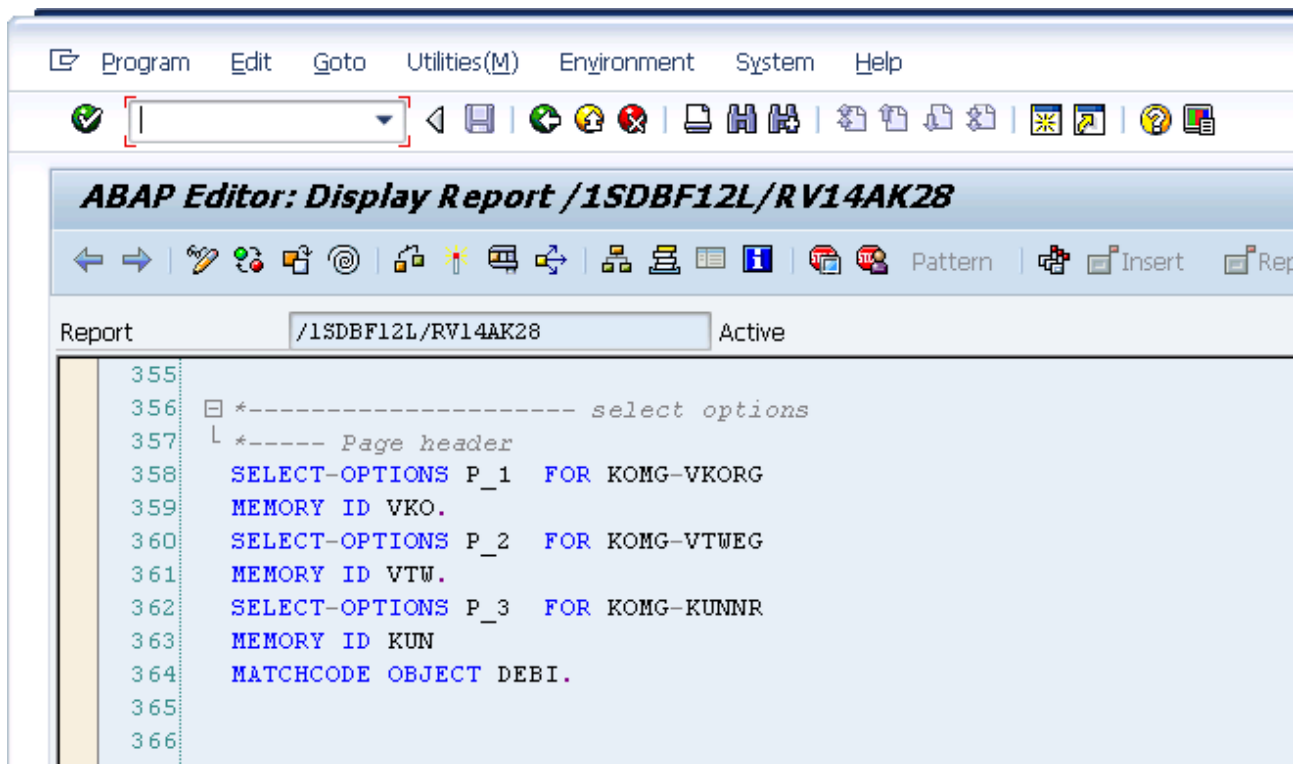 Program Edit Goto Utilities(M) Environment System Help
ABAP Editor: Display Report /1SDBF12L/RV14AK28
Pattern Insert Rep
Report /1SDBF12L/RV14AK28 Active
355
356 *--------------------- select options
357 *----- Page header
358 SELECT-OPTIONS P_1 FOR KOMG-VKORG
359 MEMORY ID VKO.
360 SELECT-OPTIONS P_2 FOR KOMG-VTWEG
361 MEMORY ID VTW.
362 SELECT-OPTIONS P_3 FOR KOMG-KUNNR
363 MEMORY ID KUN
364 MATCHCODE OBJECT DEBI.
365
366